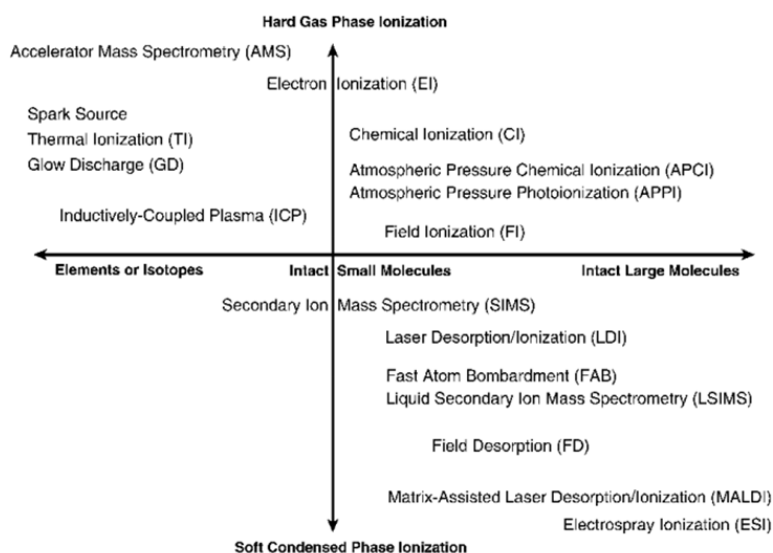 Hard Gas Phase Ionization
Accelerator Mass Spectrometry (AMS)
Electron Ionization (EI)
Spark Source
Thermal Ionization (TI)
Glow Discharge (GD)
Chemical Ionization (CI)
Atmospheric Pressure Chemical Ionization (APCI)
Atmospheric Pressure Photoionization (APPI)
Inductively-Coupled Plasma (ICP)
Field Ionization (FI)
Elements or Isotopes
Intact Small Molecules
Intact Large Molecules
Secondary Ion Mass Spectrometry (SIMS)
Laser Desorption/Ionization (LDI)
Fast Atom Bombardment (FAB)
Liquid Secondary Ion Mass Spectrometry (LSIMS)
Field Desorption (FD)
Matrix-Assisted Laser Desorption/Ionization (MALDI)
Electrospray Ionization (ESI)
Soft Condensed Phase Ionization